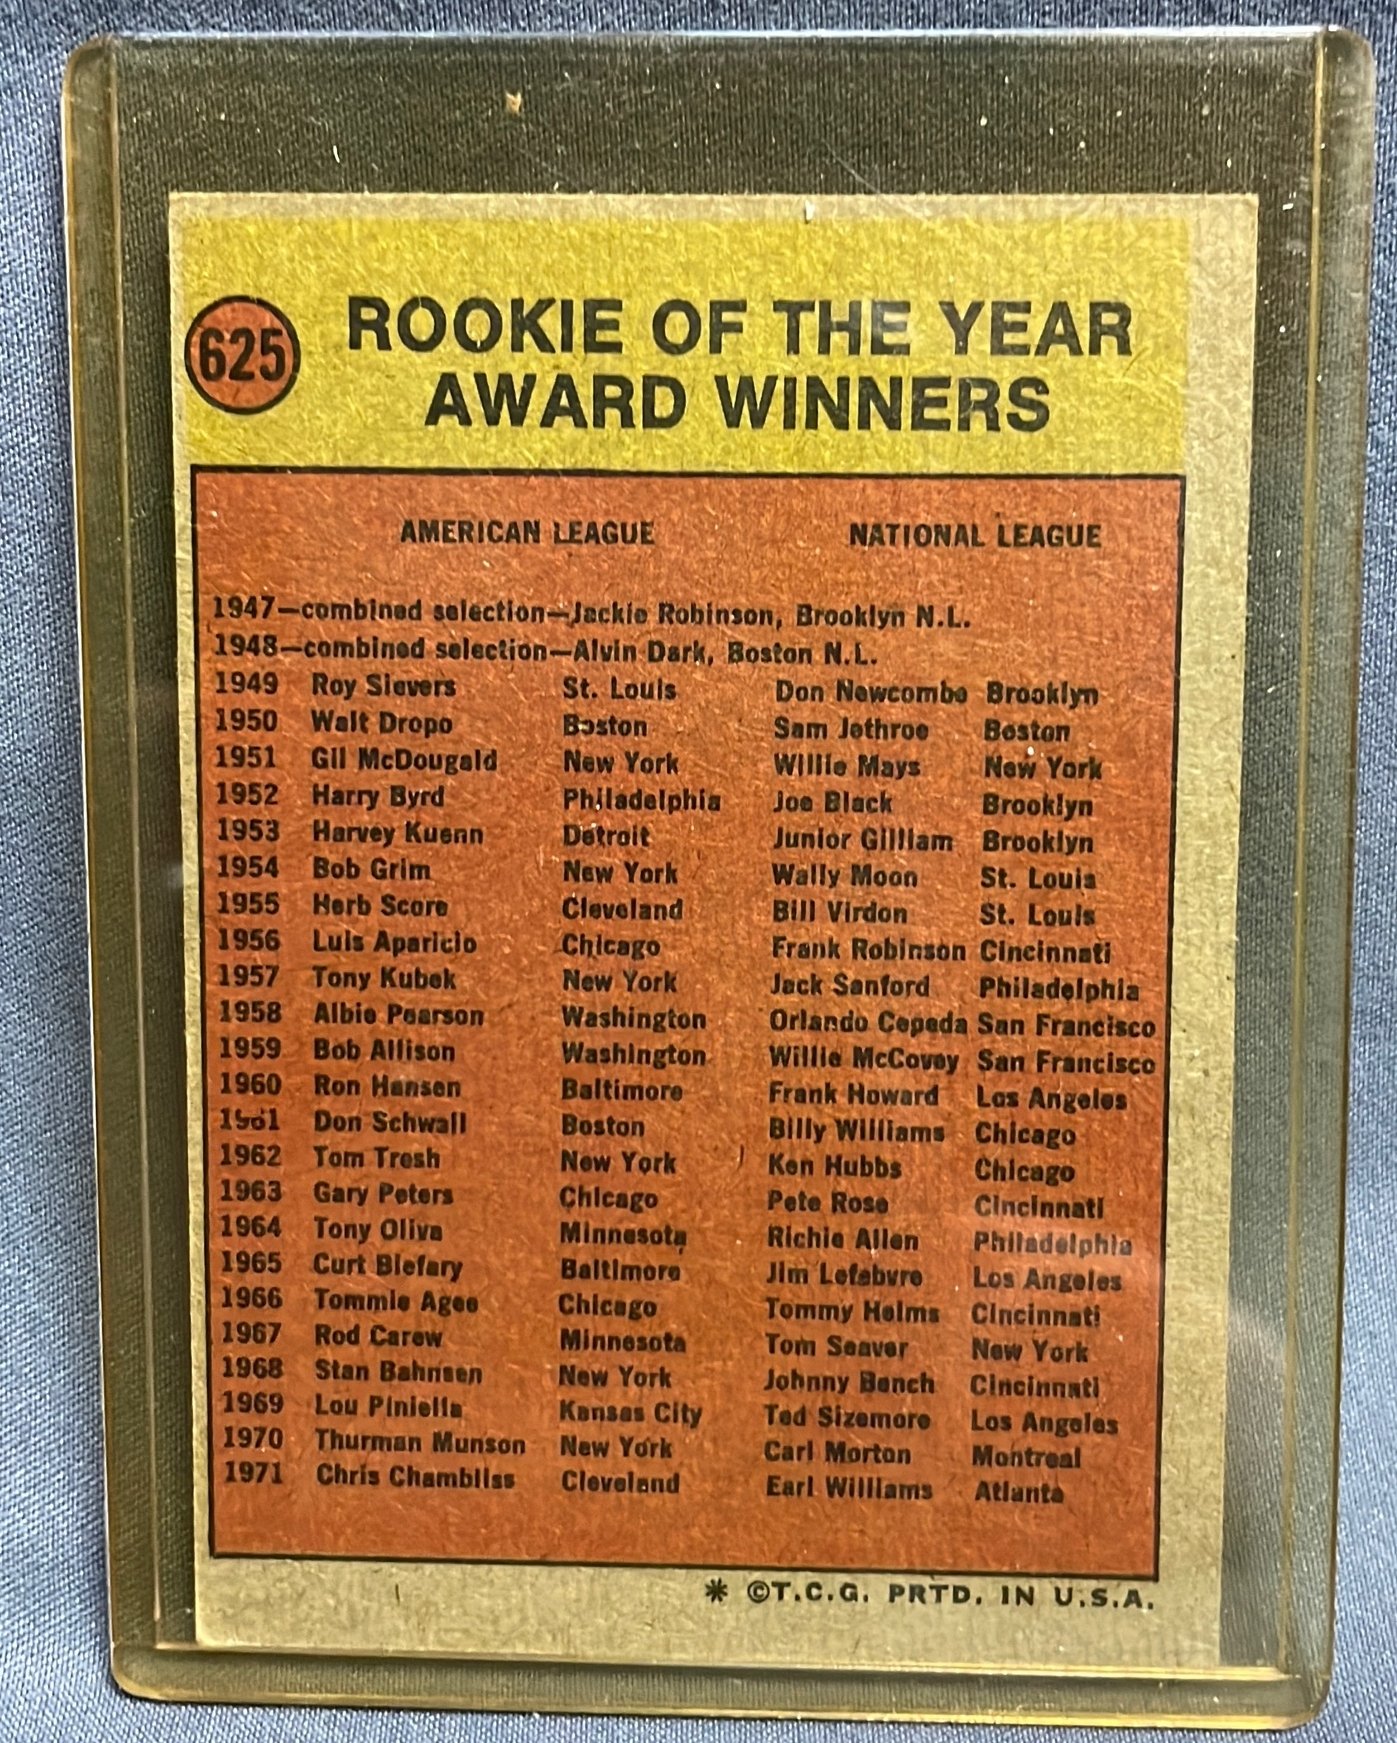 625
ROOKIE OF THE YEAR
AWARD WINNERS
AMERICAN LEAGUE NATIONAL LEAGUE
1947—combined selection—Jackie Robinson, Brooklyn N.L.
1948—combined selection—Alvin Dark, Boston N.L.
1949 Roy Sievers St. Louis Don Newcombe Brooklyn
1950 Walt Dropo Boston Sam Jethroe Boston
1951 Gil McDougald New York Willie Mays New York
1952 Harry Byrd Philadelphia Joe Black Brooklyn
1953 Harvey Kuenn Detroit Junior Gilliam Brooklyn
1954 Bob Grim New York Wally Moon St. Louis
1955 Herb Score Cleveland Bill Virdon St. Louis
1956 Luis Aparicio Chicago Frank Robinson Cincinnati
1957 Tony Kubek New York Jack Sanford Philadelphia
1958 Albie Pearson Washington Orlando Cepeda San Francisco
1959 Bob Allison Washington Willie McCovey San Francisco
1960 Ron Hansen Baltimore Frank Howard Los Angeles
1961 Don Schwall Boston Billy Williams Chicago
1962 Tom Tresh New York Ken Hubbs Chicago
1963 Gary Peters Chicago Pete Rose Cincinnati
1964 Tony Oliva Minnesota Richie Allen Philadelphia
1965 Curt Blefary Baltimore Jim Lefebvre Los Angeles
1966 Tommie Agee Chicago Tommy Helms Cincinnati
1967 Rod Carew Minnesota Tom Seaver New York
1968 Stan Bahnsen New York Johnny Bench Cincinnati
1969 Lou Piniella Kansas City Ted Sizemore Los Angeles
1970 Thurman Munson New York Carl Morton Montreal
1971 Chris Chambliss Cleveland Earl Williams Atlanta
* ©T.C.G. PRTD. IN U.S.A.